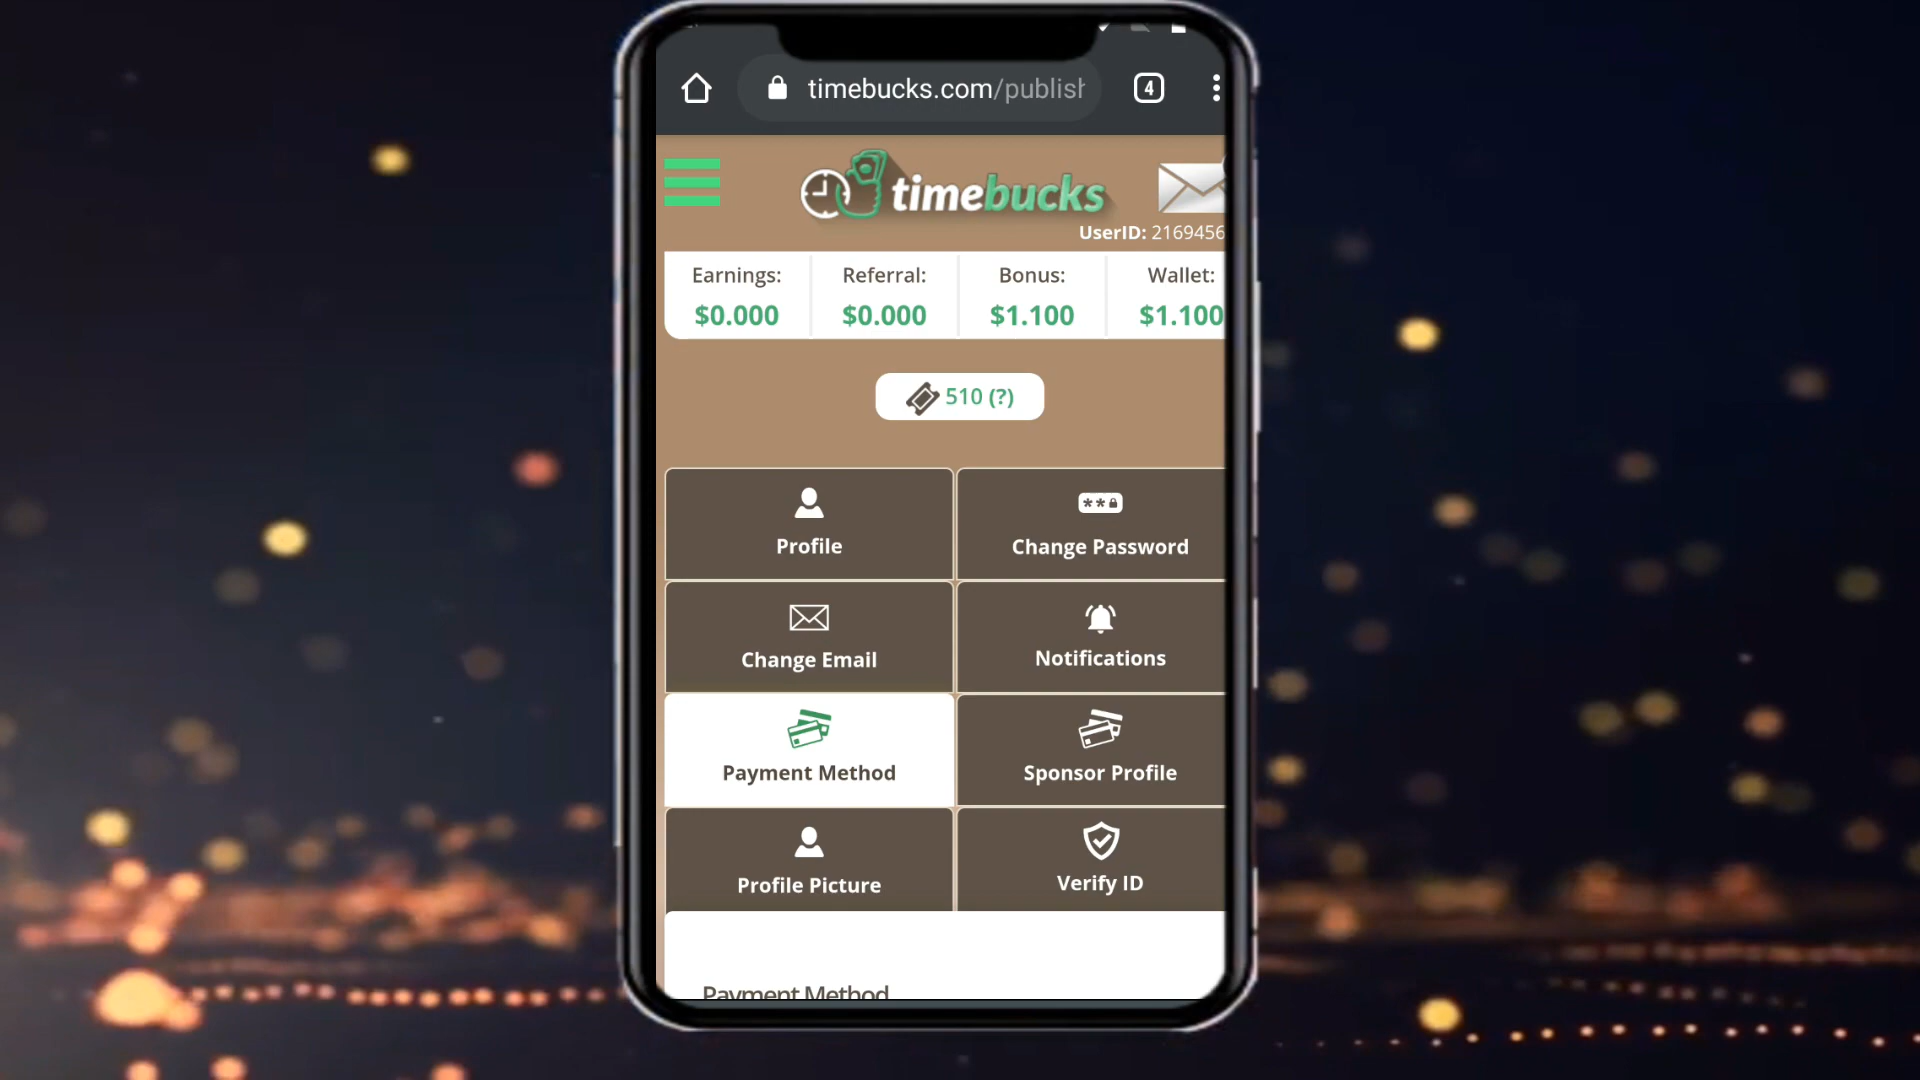 4
timebucks.com/publish
timebucks
UserID: 2169456
Earnings: Referral: Bonus: Wallet:
$0.000 $0.000 $1.100 $1.100
510 (?)
Profile Change Password
Change Email Notifications
Payment Method Sponsor Profile
Profile Picture Verify ID
Payment Method